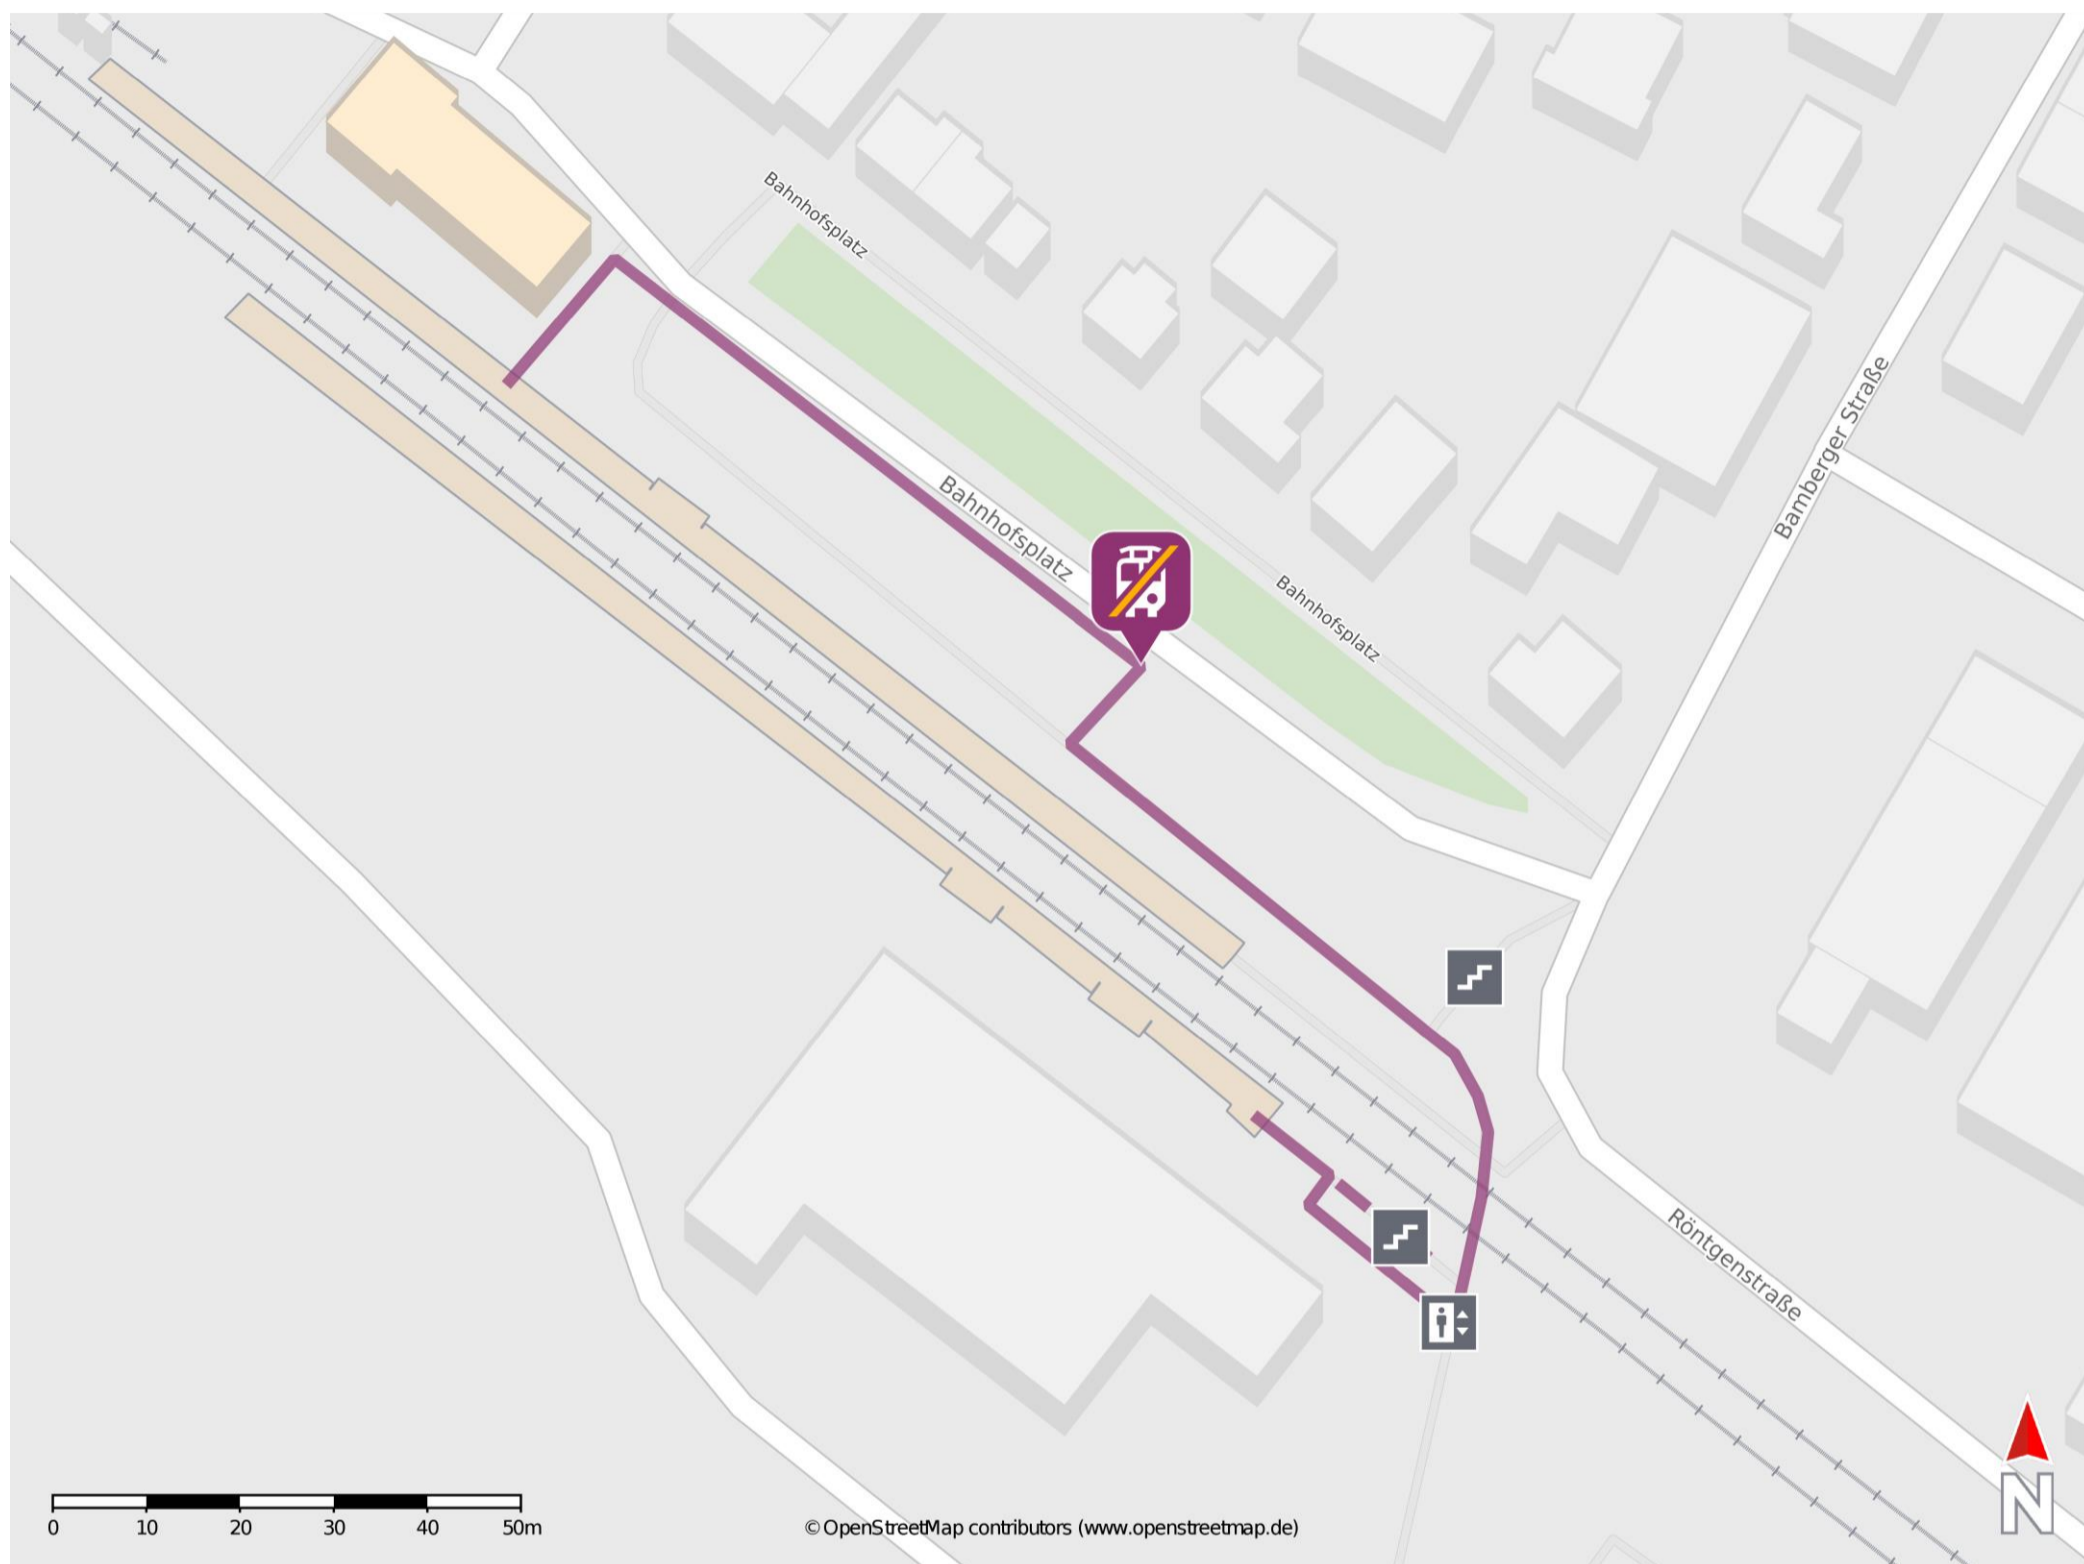 Bahnhofsplatz
Bamberger Straße
Bahnhofsplatz
Bahnhofsplatz
Röntgenstraße
N
0 10 20 30 40 50m
© OpenStreetMap contributors (www.openstreetmap.de)